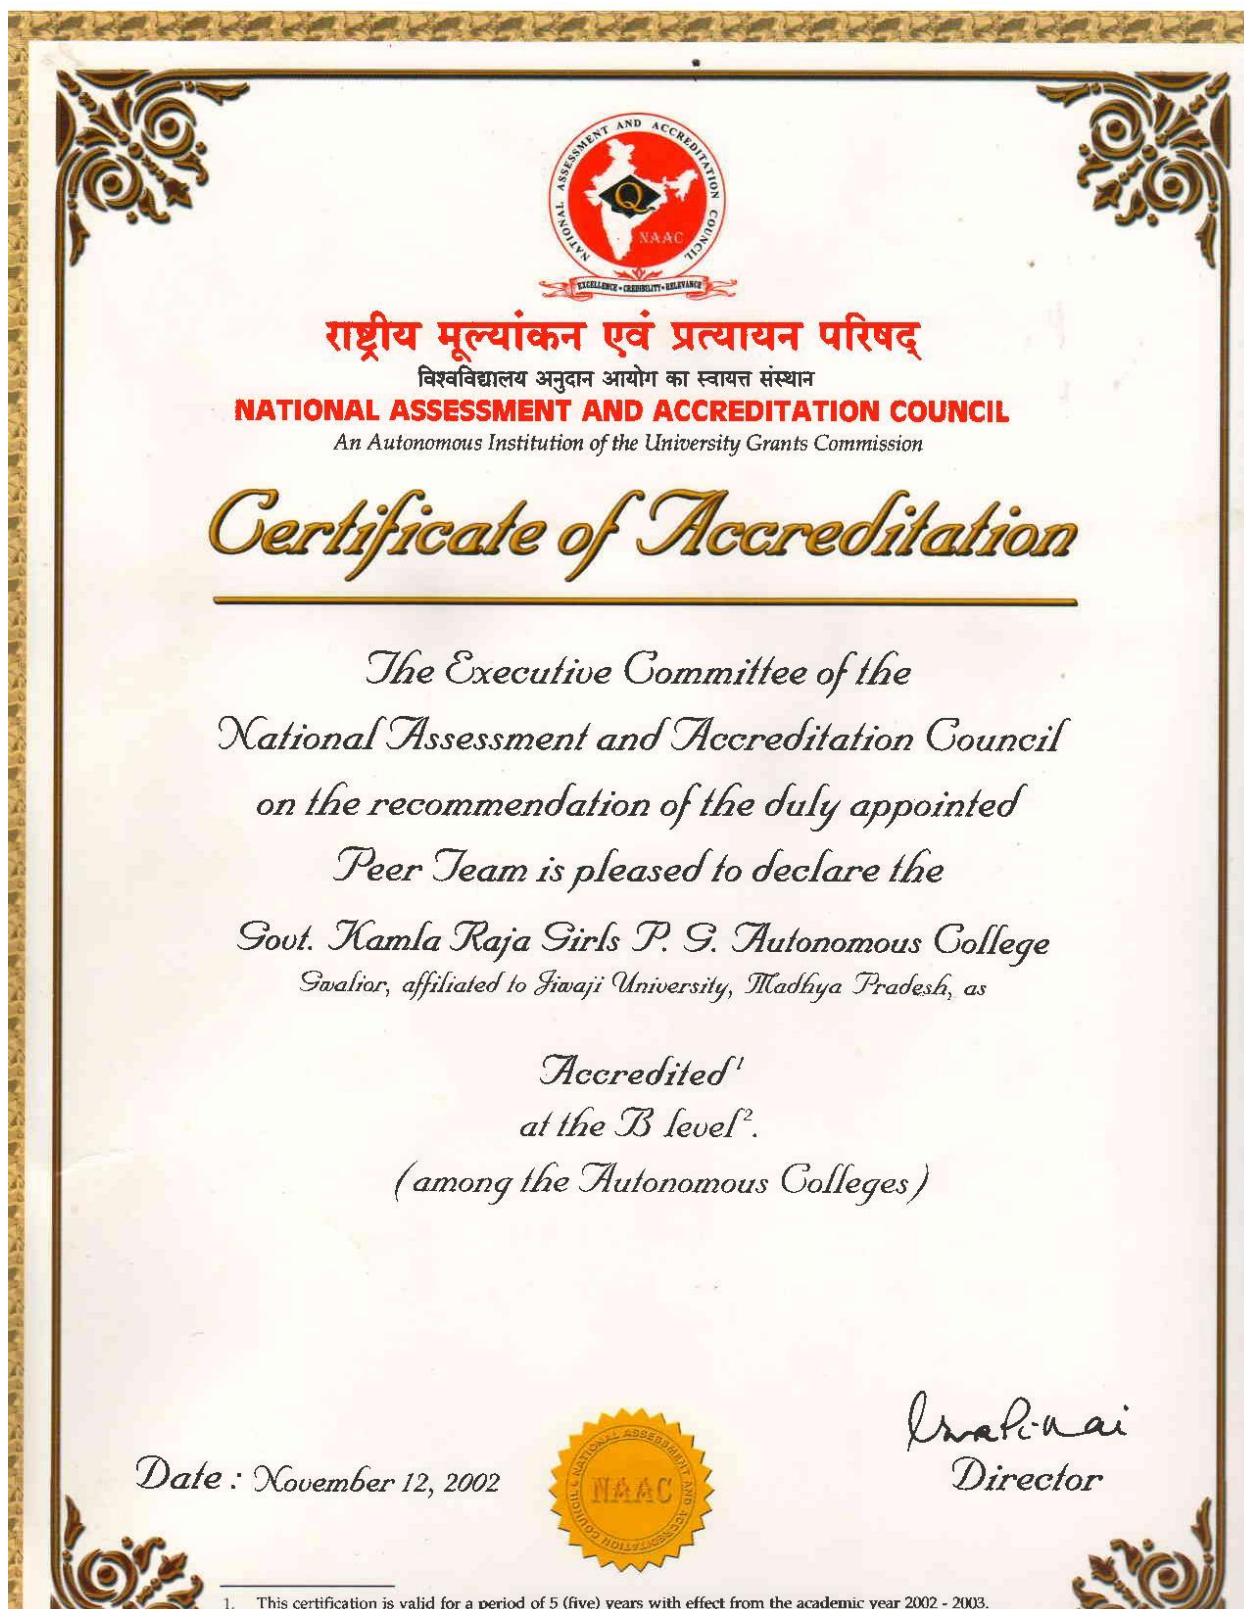 NATIONAL ASSESSMENT AND ACCREDITATION COUNCIL
Q
NAAC
EXCELLENCE • CREDIBILITY • RELEVANCE
राष्ट्रीय मूल्यांकन एवं प्रत्यायन परिषद्
विश्वविद्यालय अनुदान आयोग का स्वायत्त संस्थान
NATIONAL ASSESSMENT AND ACCREDITATION COUNCIL
An Autonomous Institution of the University Grants Commission
Certificate of Accreditation
The Executive Committee of the
National Assessment and Accreditation Council
on the recommendation of the duly appointed
Peer Team is pleased to declare the
Govt. Kamla Raja Girls P. G. Autonomous College
Gwalior, affiliated to Jiwaji University, Madhya Pradesh, as
Accredited¹
at the B level².
(among the Autonomous Colleges)
Date : November 12, 2002
NATIONAL ASSESSMENT AND ACCREDITATION COUNCIL
NAAC
Director
1. This certification is valid for a period of 5 (five) years with effect from the academic year 2002 - 2003.